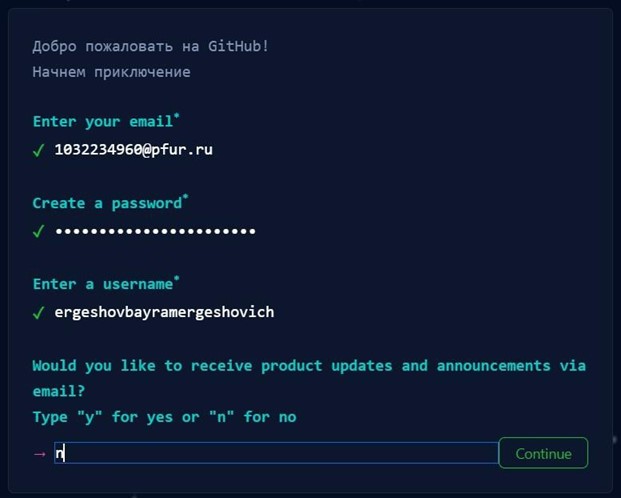 Добро пожаловать на GitHub!
Начнем приключение
Enter your email*
✓ 1032234960@pfur.ru
Create a password*
✓ •••••••••••••••••••••••
Enter a username*
✓ ergeshovbayramergeshovich
Would you like to receive product updates and announcements via
email?
Type "y" for yes or "n" for no
→ n Continue